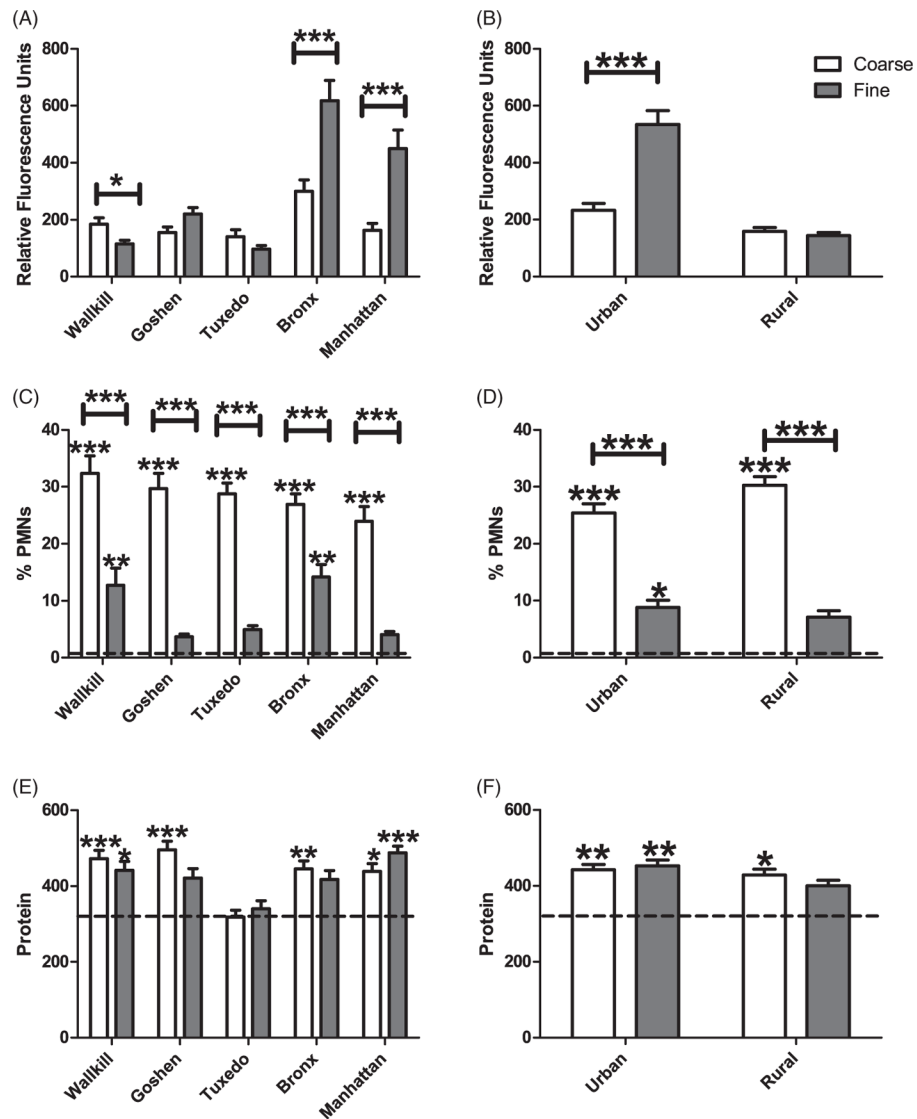 (A)
Relative Fluorescence Units
800
600
400
200
0
*
***
***
Wallkill
Goshen
Tuxedo
Bronx
Manhattan
(B)
Relative Fluorescence Units
800
600
400
200
0
***
Urban
Rural
Coarse
Fine
(C)
% PMNs
40
30
20
10
0
*** *** *** *** ***
*** *** *** *** ***
** **
Wallkill
Goshen
Tuxedo
Bronx
Manhattan
(D)
% PMNs
40
30
20
10
0
*** ***
*** ***
*
Urban
Rural
(E)
Protein
600
400
200
0
*** * *** ** * ***
Wallkill
Goshen
Tuxedo
Bronx
Manhattan
(F)
Protein
600
400
200
0
** ** *
Urban
Rural